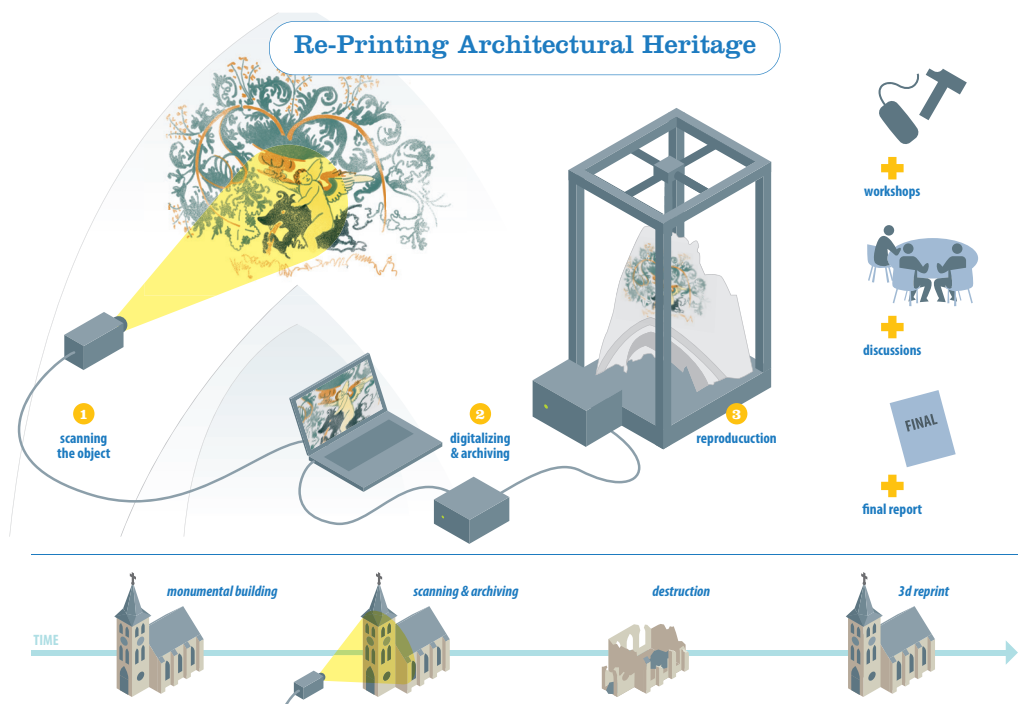 Re-Printing Architectural Heritage
workshops
discussions
FINAL
final report
1
scanning
the object
2
digitalizing
& archiving
3
reproducuction
monumental building
scanning & archiving
destruction
3d reprint
TIME